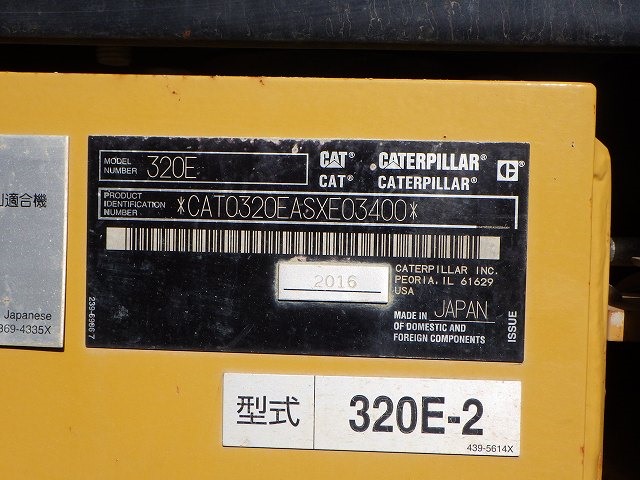 適合機
Japanese
369-4335X
MODEL NUMBER 320E
CAT® CATERPILLAR®
CAT® CATERPILLAR®
PRODUCT IDENTIFICATION NUMBER *CAT0320EASXE03400*
2016
CATERPILLAR INC.
PEORIA, IL 61629
USA
MADE IN JAPAN
OF DOMESTIC AND
FOREIGN COMPONENTS
ISSUE
239-6966 7
型式 320E-2
439-5614X